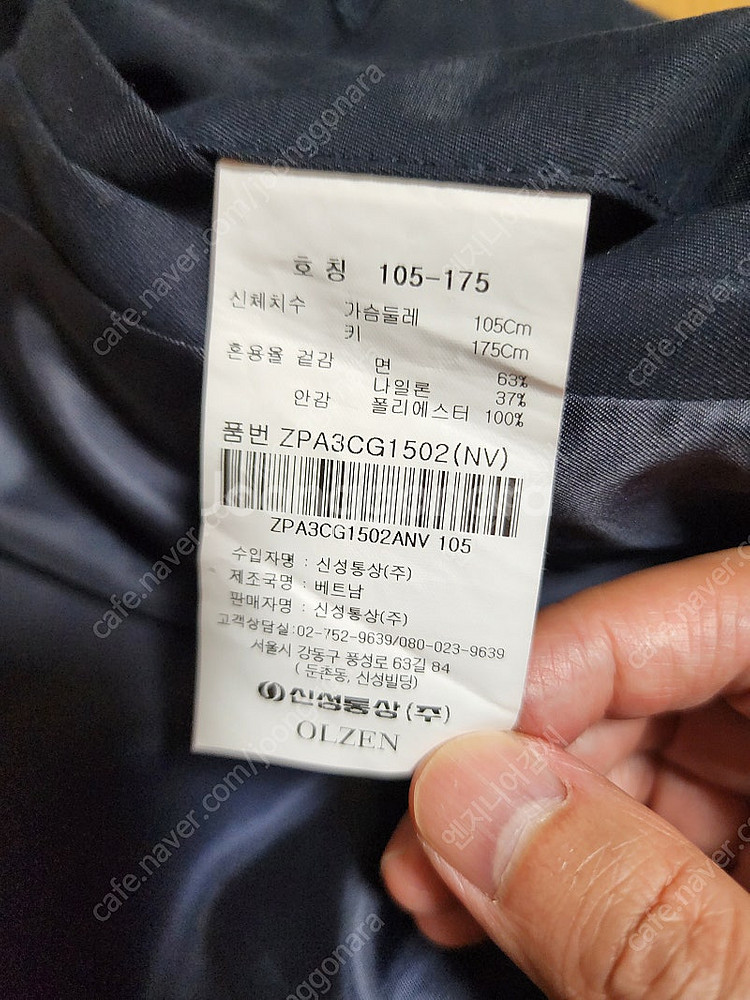 호 칭 105-175
신체치수 가슴둘레 105Cm
키 175Cm
혼용율 겉감 면 63%
나일론 37%
안감 폴리에스터 100%
품번 ZPA3CG1502(NV)
ZPA3CG1502ANV 105
수입자명 : 신성통상(주)
제조국명 : 베트남
판매자명 : 신성통상(주)
고객상담실:02-752-9639/080-023-9639
서울시 강동구 풍성로 63길 84
( 둔촌동, 신성빌딩)
신성통상(주)
OLZEN
cafe.naver.com/joonggonara